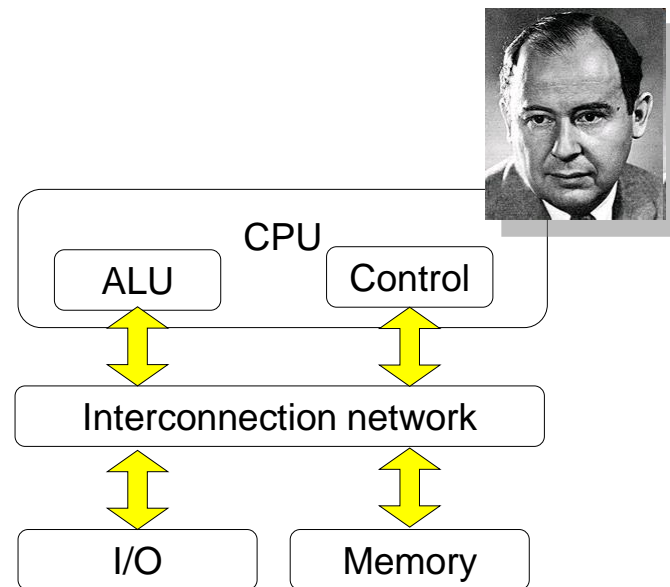 CPU
ALU
Control
Interconnection network
I/O
Memory